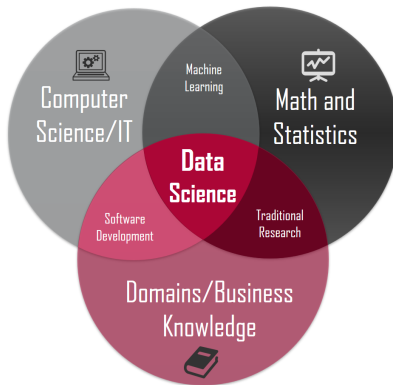 Computer
Science/IT
Machine
Learning
Math and
Statistics
Data
Science
Software
Development
Traditional
Research
Domains/Business
Knowledge